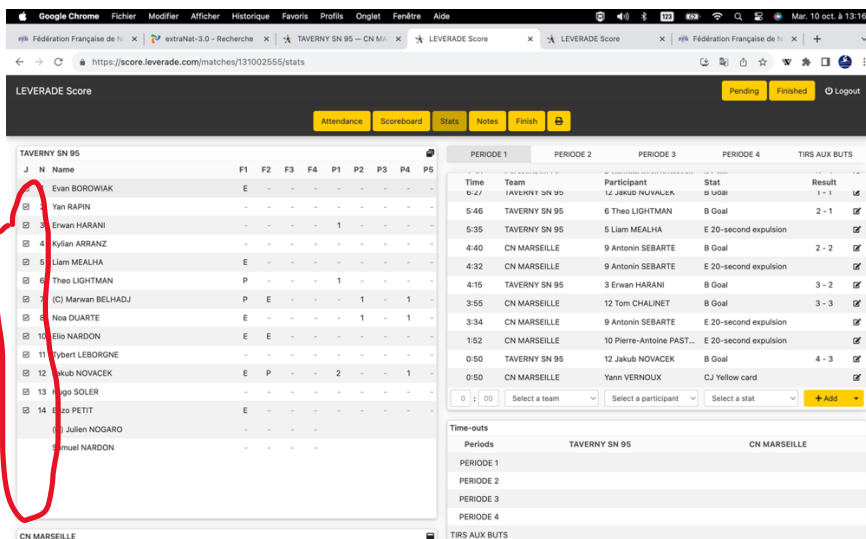 Google Chrome Fichier Modifier Afficher Historique Favoris Profils Onglet Fenêtre Aide 123 Mar. 10 oct. à 13:16
Fédération Française de N × extraNat-3.0 - Recherche × TAVERNY SN 95 — CN MA × LEVERADE Score × LEVERADE Score × Fédération Française de N × +
https://score.leverade.com/matches/131002555/stats
LEVERADE Score Pending Finished Logout
Attendance Scoreboard Stats Notes Finish
TAVERNY SN 95
J N Name F1 F2 F3 F4 P1 P2 P3 P4 P5
Evan BOROWIAK E - - - - - - - -
2 Yan RAPIN - - - - - - - - -
3 Erwan HARANI - - - - 1 - - - -
4 Kylian ARRANZ - - - - - - - - -
5 Liam MEALHA E - - - - - - - -
6 Theo LIGHTMAN P - - - 1 - - - -
7 (C) Marwan BELHADJ P E - - - 1 - 1 -
8 Noa DUARTE E - - - - 1 - 1 -
10 Elio NARDON E E - - - - - - -
11 Tybert LEBORGNE - - - - - - - - -
12 Jakub NOVACEK E P - - 2 - - 1 -
13 Hugo SOLER - - - - - - - - -
14 Enzo PETIT E - - - - - - - -
Julien NOGARO - - - -
Samuel NARDON - - - -
CN MARSEILLE
PERIODE 1 PERIODE 2 PERIODE 3 PERIODE 4 TIRS AUX BUTS
Time Team Participant Stat Result
6:27 TAVERNY SN 95 12 Jakub NOVACEK B Goal 1 - 1
5:46 TAVERNY SN 95 6 Theo LIGHTMAN B Goal 2 - 1
5:35 TAVERNY SN 95 5 Liam MEALHA E 20-second expulsion
4:40 CN MARSEILLE 9 Antonin SEBARTE B Goal 2 - 2
4:32 CN MARSEILLE 9 Antonin SEBARTE E 20-second expulsion
4:15 TAVERNY SN 95 3 Erwan HARANI B Goal 3 - 2
3:55 CN MARSEILLE 12 Tom CHALINET B Goal 3 - 3
3:34 CN MARSEILLE 9 Antonin SEBARTE E 20-second expulsion
1:52 CN MARSEILLE 10 Pierre-Antoine PAST... E 20-second expulsion
0:50 TAVERNY SN 95 12 Jakub NOVACEK B Goal 4 - 3
0:50 CN MARSEILLE Yann VERNOUX CJ Yellow card
0 : 00 Select a team Select a participant Select a stat + Add
Time-outs
Periods TAVERNY SN 95 CN MARSEILLE
PERIODE 1
PERIODE 2
PERIODE 3
PERIODE 4
TIRS AUX BUTS